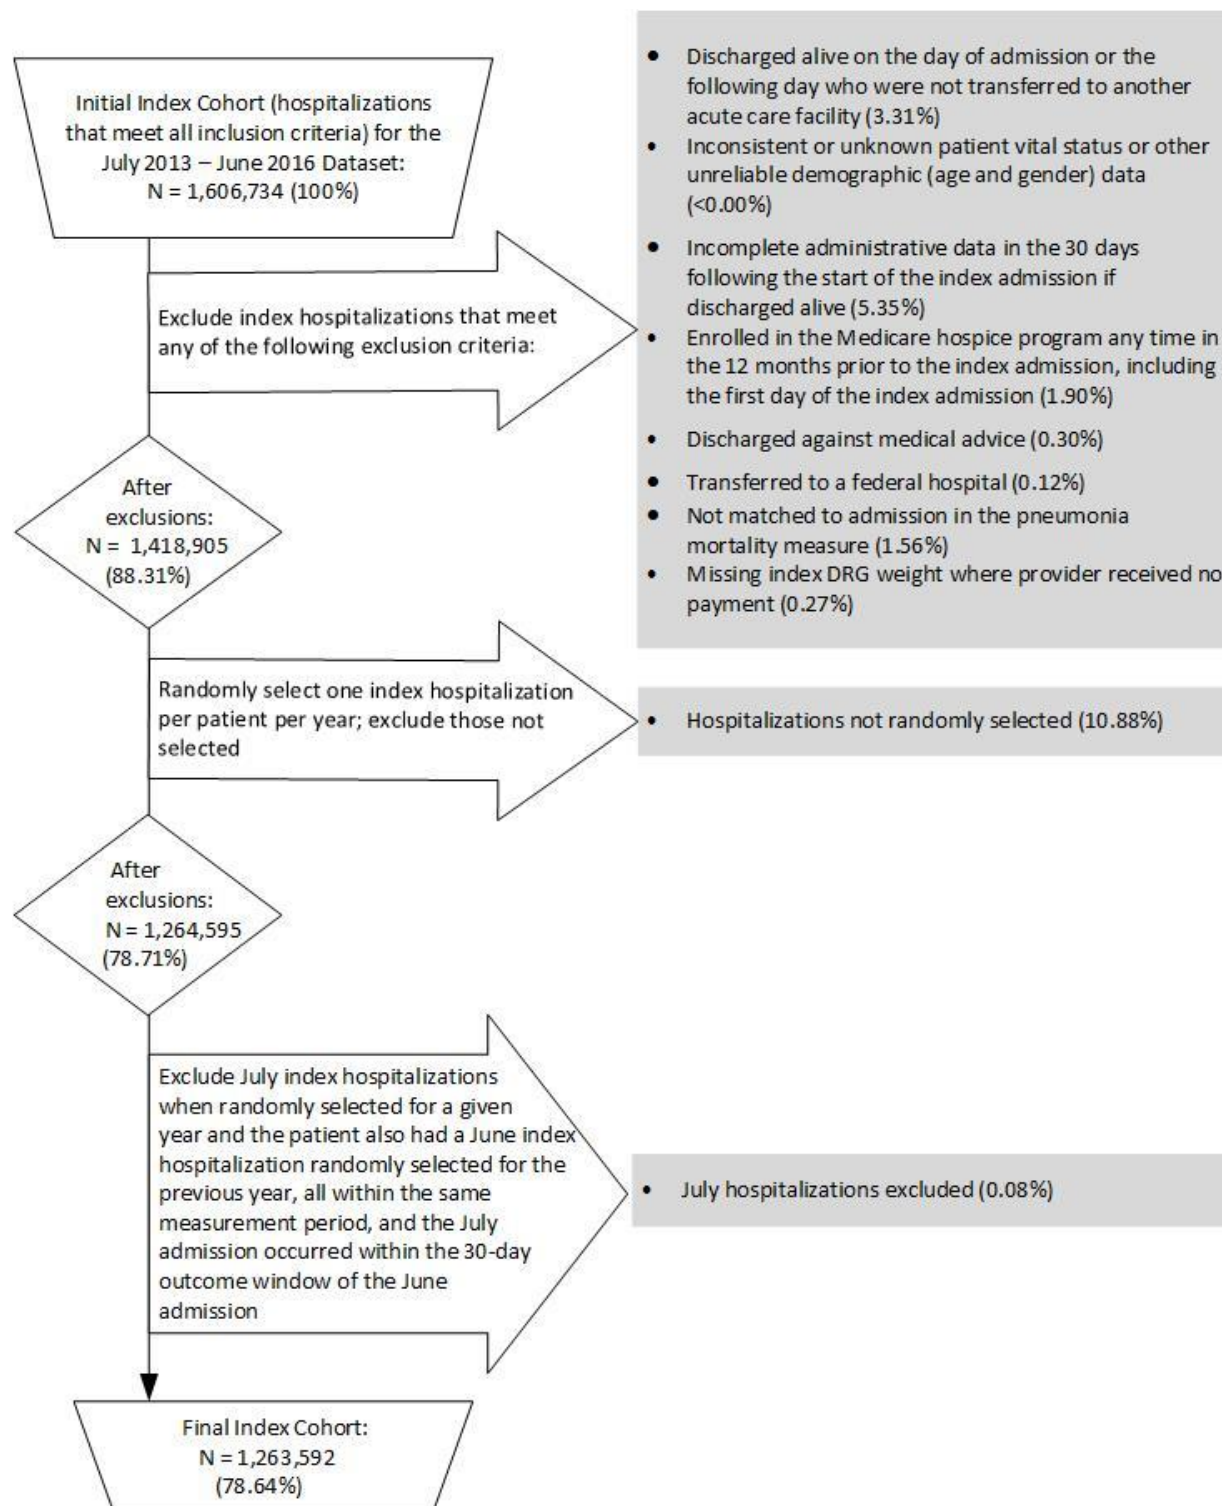 Initial Index Cohort (hospitalizations
that meet all inclusion criteria) for the
July 2013 – June 2016 Dataset:
N = 1,606,734 (100%)
Exclude index hospitalizations that meet
any of the following exclusion criteria:
• Discharged alive on the day of admission or the
following day who were not transferred to another
acute care facility (3.31%)
• Inconsistent or unknown patient vital status or other
unreliable demographic (age and gender) data
(<0.00%)
• Incomplete administrative data in the 30 days
following the start of the index admission if
discharged alive (5.35%)
• Enrolled in the Medicare hospice program any time in
the 12 months prior to the index admission, including
the first day of the index admission (1.90%)
• Discharged against medical advice (0.30%)
• Transferred to a federal hospital (0.12%)
• Not matched to admission in the pneumonia
mortality measure (1.56%)
• Missing index DRG weight where provider received no
payment (0.27%)
After
exclusions:
N = 1,418,905
(88.31%)
Randomly select one index hospitalization
per patient per year; exclude those not
selected
• Hospitalizations not randomly selected (10.88%)
After
exclusions:
N = 1,264,595
(78.71%)
Exclude July index hospitalizations
when randomly selected for a given
year and the patient also had a June index
hospitalization randomly selected for the
previous year, all within the same
measurement period, and the July
admission occurred within the 30-day
outcome window of the June
admission
• July hospitalizations excluded (0.08%)
Final Index Cohort:
N = 1,263,592
(78.64%)